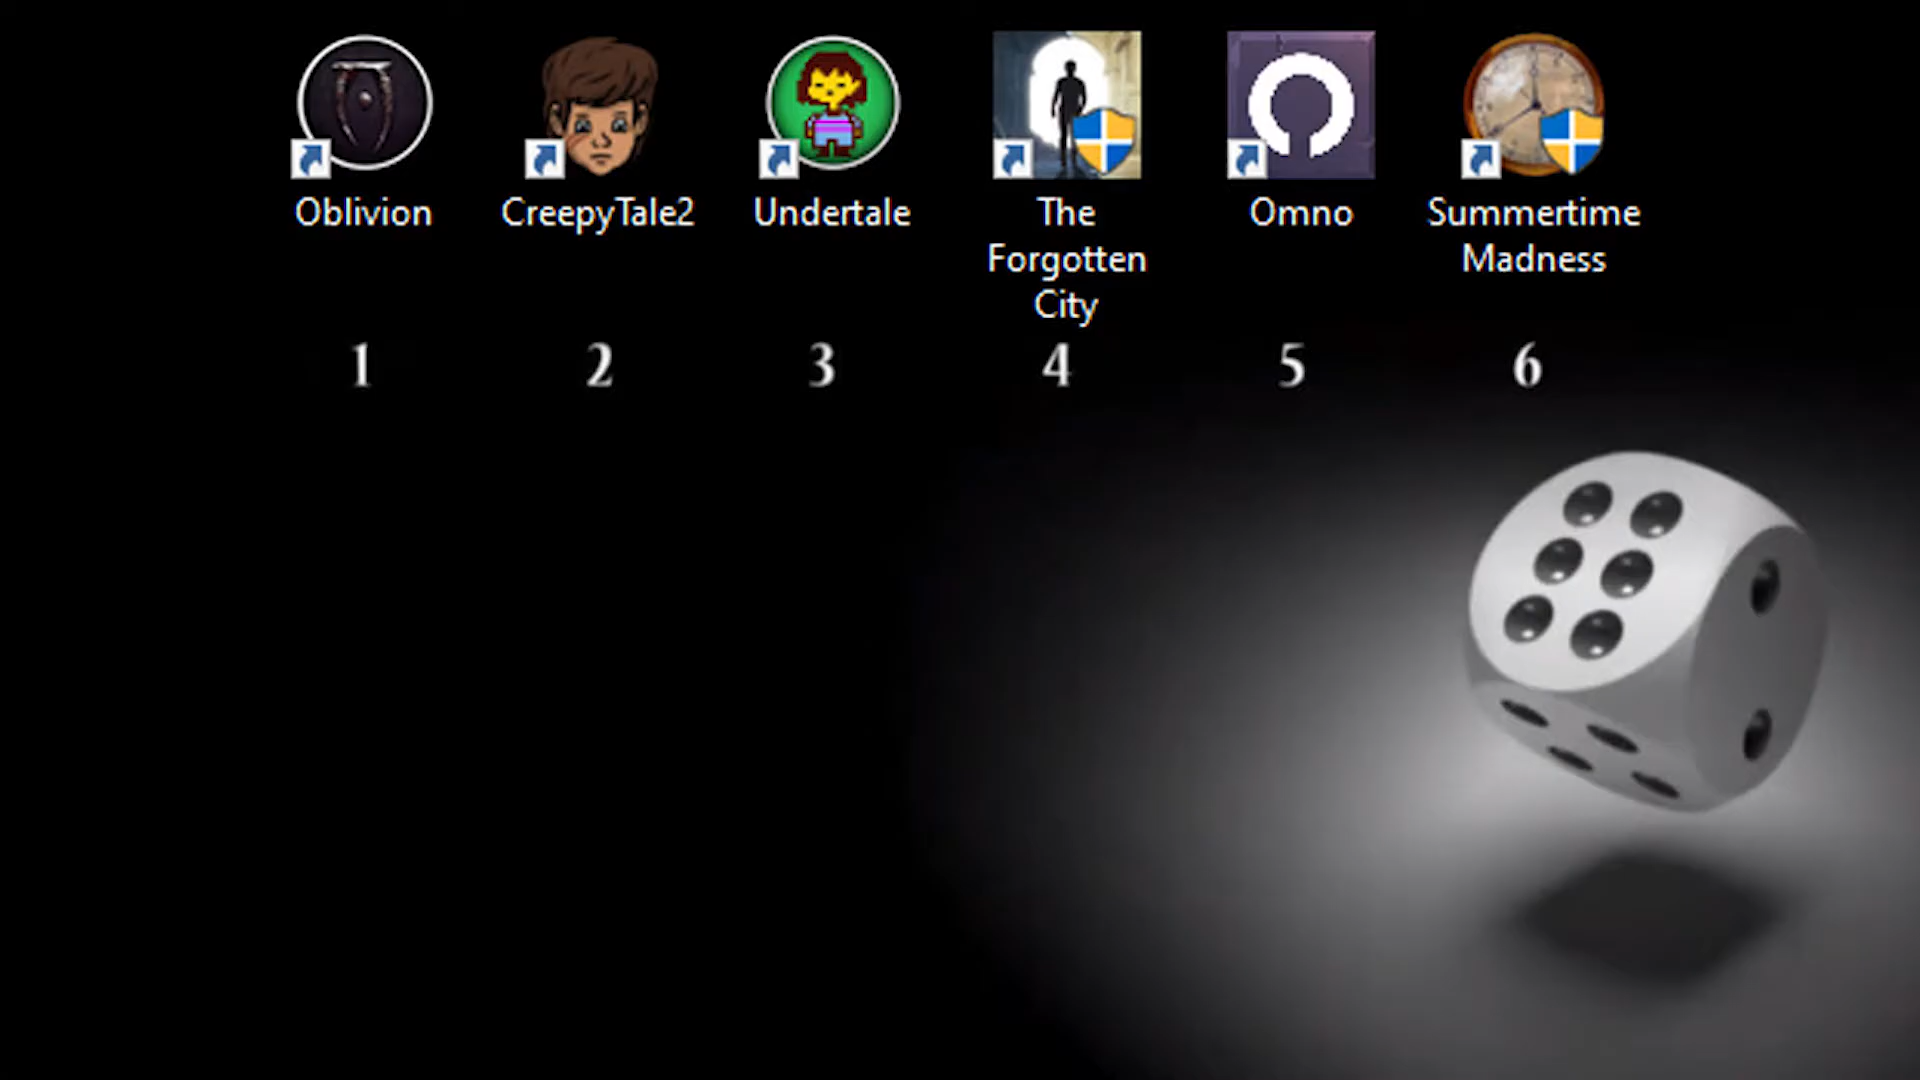 Oblivion
CreepyTale2
Undertale
The
Forgotten
City
Omno
Summertime
Madness
1
2
3
4
5
6